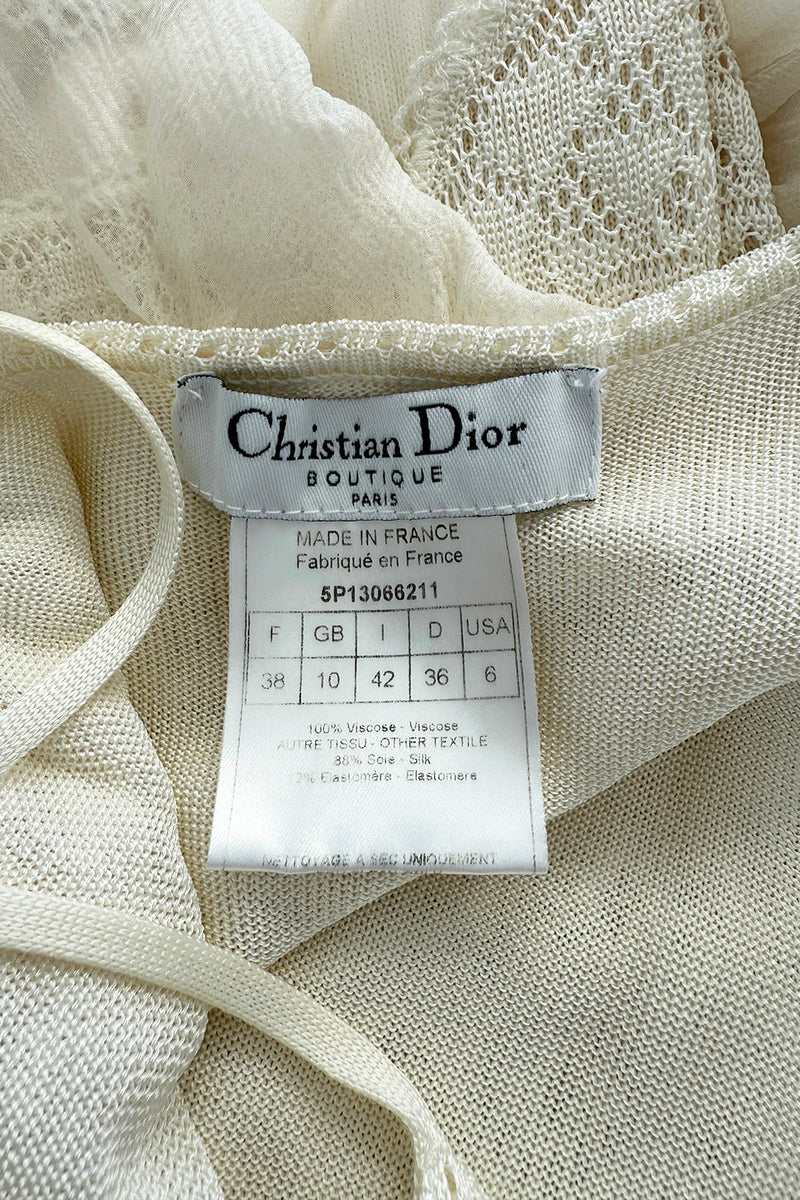 Christian Dior
BOUTIQUE
PARIS
MADE IN FRANCE
Fabriqué en France
5P13066211
F GB I D USA
38 10 42 36 6
100% Viscose - Viscose
AUTRE TISSU - OTHER TEXTILE
88% Soie - Silk
12% Elastomère - Elastomere
NETTOYAGE A SEC UNIQUEMENT